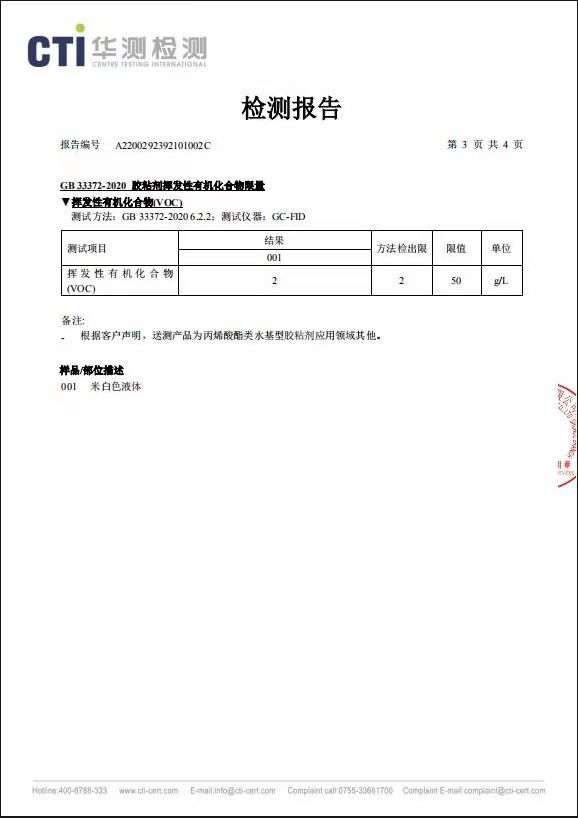 CTI 华测检测
CENTRE TESTING INTERNATIONAL
检测报告
报告编号 A2200292392101002C 第 3 页 共 4 页
GB 33372-2020 胶粘剂挥发性有机化合物限量
▼挥发性有机化合物(VOC)
测试方法：GB 33372-2020 6.2.2；测试仪器：GC-FID
测试项目 结果 方法检出限 限值 单位
001
挥发性有机化合物 2 2 50 g/L
(VOC)
备注:
- 根据客户声明，送测产品为丙烯酸酯类水基型胶粘剂应用领域其他。
样品/部位描述
001 米白色液体
用章
Hotline:400-6788-333 www.cti-cert.com E-mail:info@cti-cert.com Complaint call:0755-33681700 Complaint E-mail:complaint@cti-cert.com